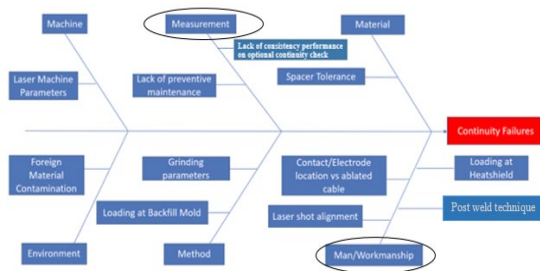 Machine
Measurement
Material
Lack of consistency performance
on optional continuity check
Laser Machine
Parameters
Lack of preventive
maintenance
Spacer Tolerance
Continuity Failures
Foreign
Material
Contamination
Grinding
parameters
Contact/Electrode
location vs ablated
cable
Loading at
Heatshield
Loading at Backfill Mold
Laser shot alignment
Post weld technique
Environment
Method
Man/Workmanship